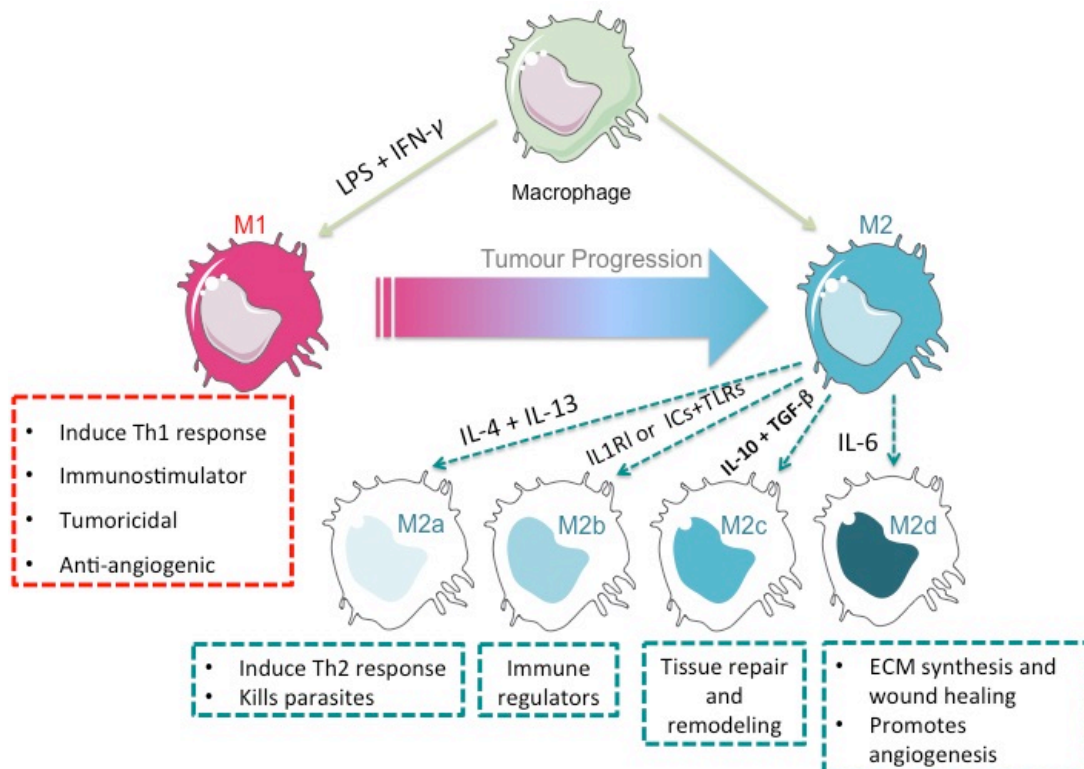 LPS + IFN-γ
Macrophage
M1
M2
Tumour Progression
• Induce Th1 response
• Immunostimulator
• Tumoricidal
• Anti-angiogenic
IL-4 + IL-13
IL1RI or ICs+TLRs
IL-10 + TGF-β
IL-6
M2a
M2b
M2c
M2d
• Induce Th2 response
• Kills parasites
Immune
regulators
Tissue repair
and
remodeling
• ECM synthesis and
wound healing
• Promotes
angiogenesis